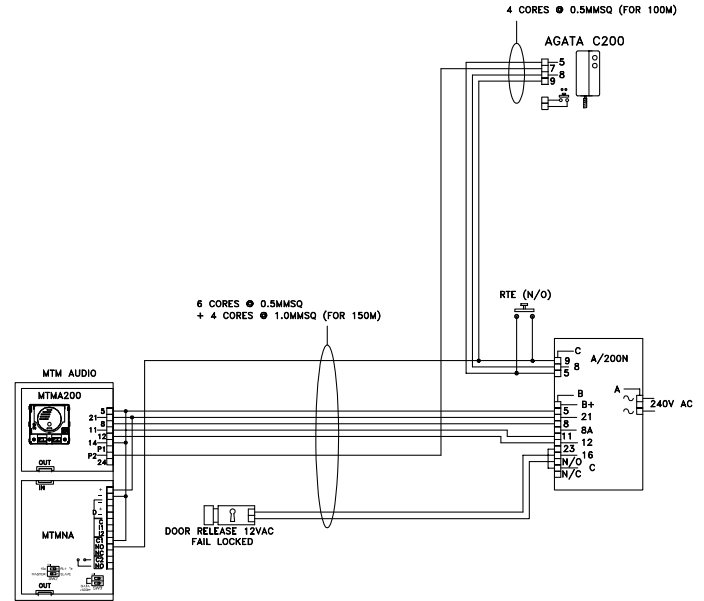 4 CORES @ 0.5MMSQ (FOR 100M)
AGATA C200
5
7
8
9
RTE (N/O)
6 CORES @ 0.5MMSQ
+ 4 CORES @ 1.0MMSQ (FOR 150M)
C
9
8
5
A/200N
A
240V AC
B
B+
5
21
8
8A
11
12
23
16
N/O
C
N/C
MTM AUDIO
MTMA200
5
21
8
11
12
14
P1
P2
24
OUT
IN
MTMNA
OUT
MASTER
SLAVE
DOOR RELEASE 12VAC
FAIL LOCKED